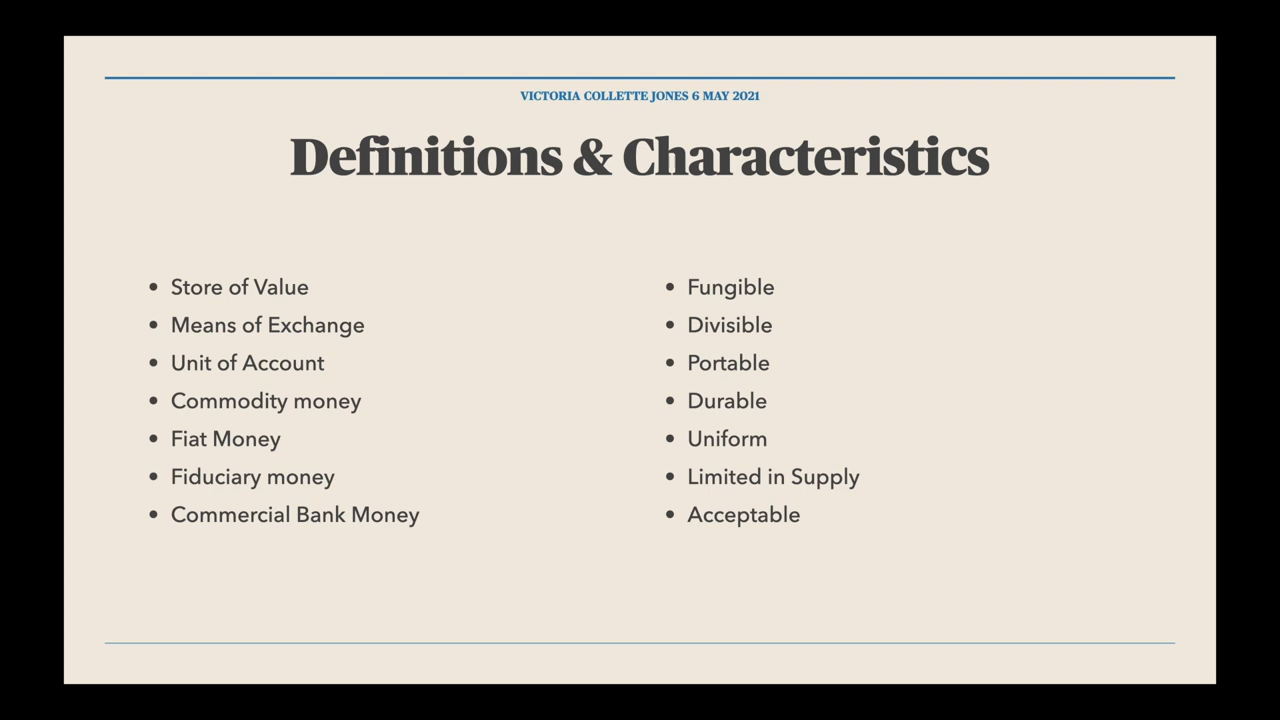 VICTORIA COLLETTE JONES 6 MAY 2021
Definitions & Characteristics
• Store of Value
• Means of Exchange
• Unit of Account
• Commodity money
• Fiat Money
• Fiduciary money
• Commercial Bank Money
• Fungible
• Divisible
• Portable
• Durable
• Uniform
• Limited in Supply
• Acceptable